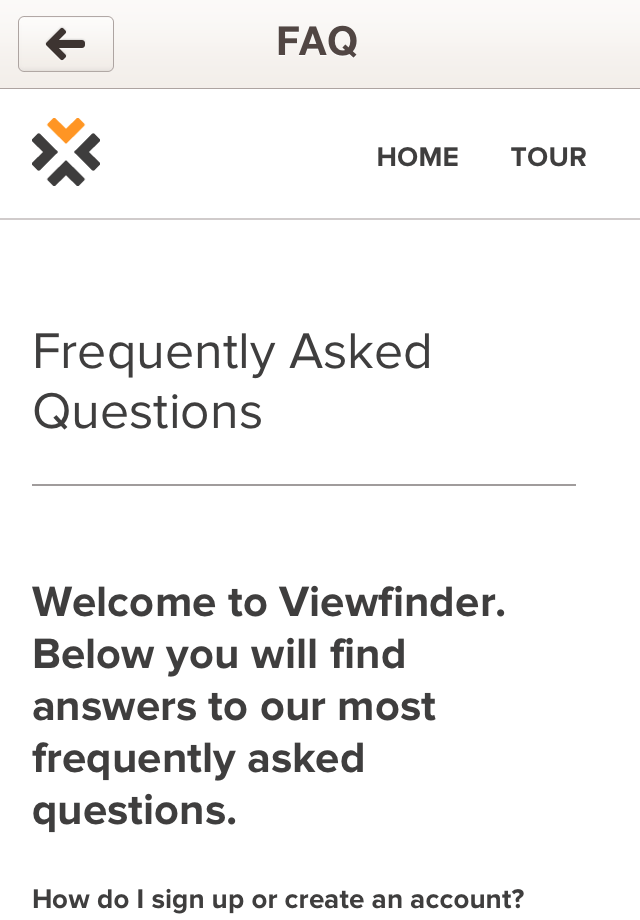 FAQ
HOME TOUR
Frequently Asked
Questions
Welcome to Viewfinder.
Below you will find
answers to our most
frequently asked
questions.
How do I sign up or create an account?